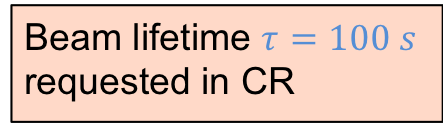 Beam lifetime τ = 100 s
requested in CR